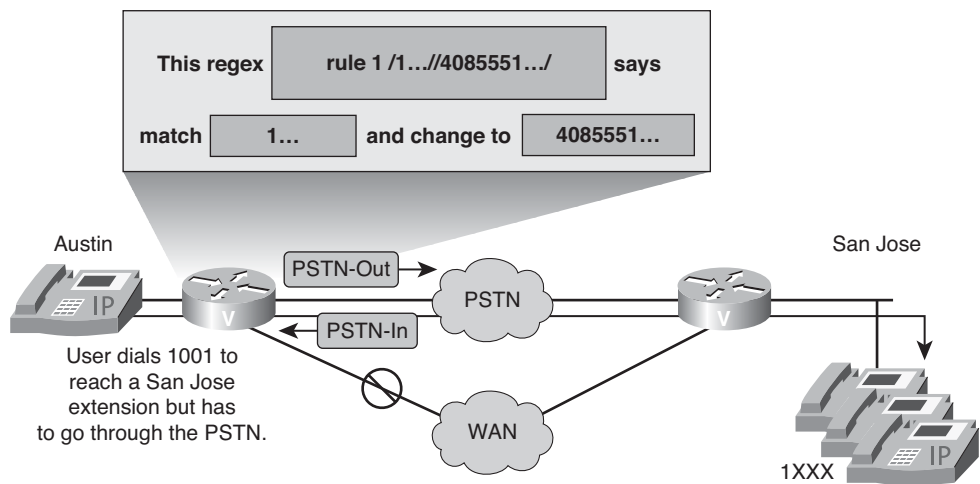 This regex rule 1 /1…//4085551…/ says
match 1… and change to 4085551…
Austin
San Jose
PSTN-Out
PSTN
IP
V
V
PSTN-In
User dials 1001 to
reach a San Jose
extension but has
to go through the PSTN.
WAN
IP
1XXX